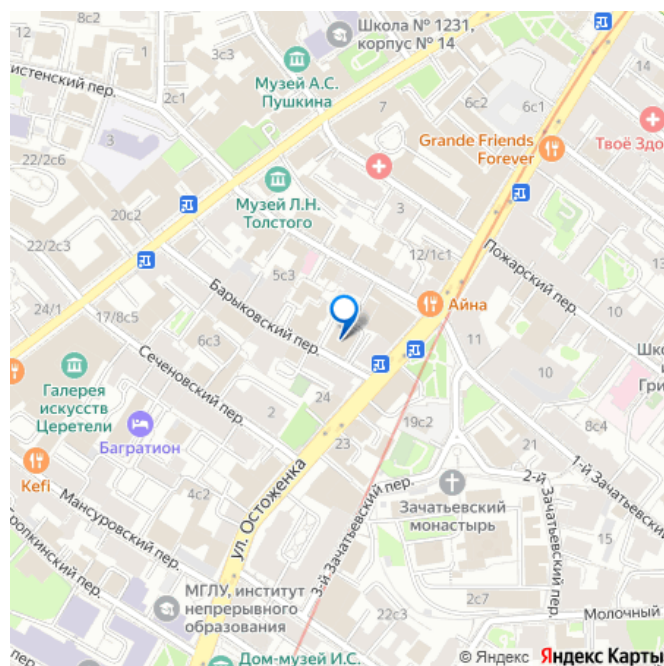 8с2
Школа № 1231,
корпус № 14
1
3с3
истенский пер.
2с1
Музей А.С.
Пушкина
14
7
6с2
6с1
3
Grande Friends
Forever
Твоё Здо
22/2с6
Музей Л.Н.
Толстого
3
20с2
22/2с3
12/1с1
Пожарский пер.
5с3
Барыковский пер.
Айна
24/1
17/8с5
6с3
Сеченовский пер.
10
11
Шко
и
Гри
10
Галерея
искусств
Церетели
2
24
19с2
8с4
Багратион
23
21
1-й Зачатьевский
Kefi
ул. Остоженка
4с2
Мансуровский пер.
3-й Зачатьевский пер.
Зачатьевский
монастырь
2-й Зачатьевский пер.
15
ропкинский пер.
МГЛУ, институт
непрерывного
образования
2с7
22с3
Молочный
Дом-музей И.С.
© Яндекс Яндекс Карты